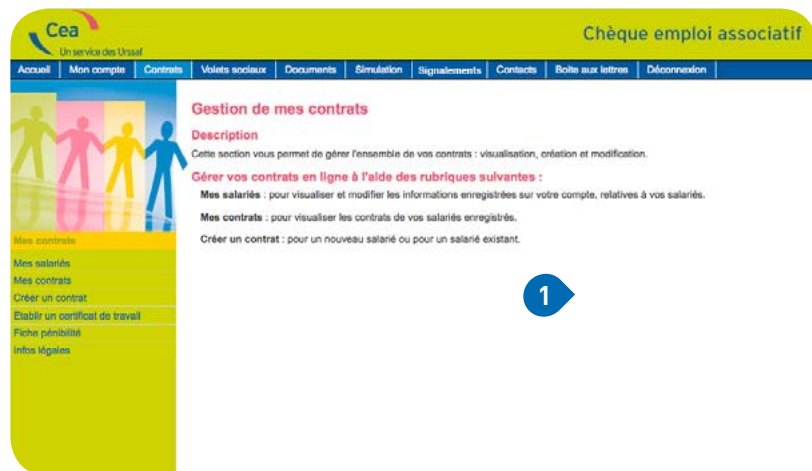 Cea
Un service des Urssaf
Chèque emploi associatif
Accueil Mon compte Contrats Volets sociaux Documents Simulation Signalements Contacts Boite aux lettres Déconnexion
Gestion de mes contrats
Description
Cette section vous permet de gérer l'ensemble de vos contrats : visualisation, création et modification.
Gérer vos contrats en ligne à l'aide des rubriques suivantes :
Mes salariés : pour visualiser et modifier les informations enregistrées sur votre compte, relatives à vos salariés.
Mes contrats : pour visualiser les contrats de vos salariés enregistrés.
Créer un contrat : pour un nouveau salarié ou pour un salarié existant.
Mes contrats
Mes salariés
Mes contrats
Créer un contrat
Etablir un certificat de travail
Fiche pénibilité
Infos légales
1